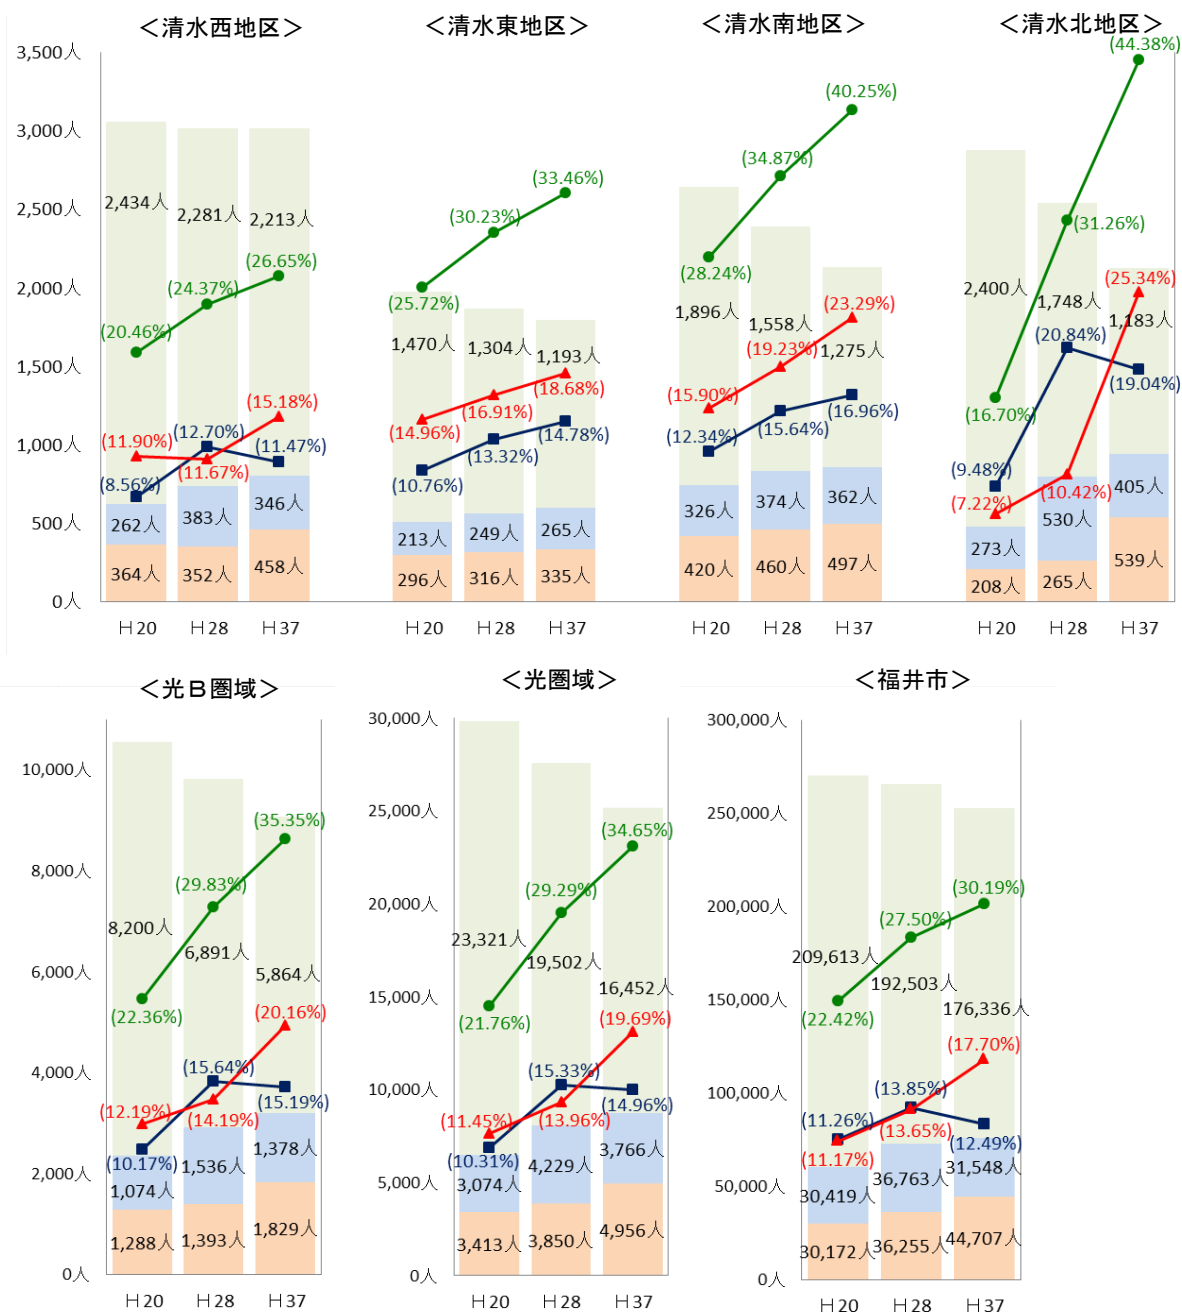 ＜清水西地区＞ ＜清水東地区＞ ＜清水南地区＞ ＜清水北地区＞
3,500人
3,000人
2,500人
2,000人
1,500人
1,000人
500人
0人
2,434人 2,281人 2,213人
(20.46%) (24.37%) (26.65%)
(11.90%) (11.67%) (15.18%)
(8.56%) (12.70%) (11.47%)
262人 383人 346人
364人 352人 458人
H20 H28 H37
(25.72%) (30.23%) (33.46%)
1,470人 1,304人 1,193人
(14.96%) (16.91%) (18.68%)
(10.76%) (13.32%) (14.78%)
213人 249人 265人
296人 316人 335人
H20 H28 H37
(28.24%) (34.87%) (40.25%)
1,896人 1,558人 1,275人
(15.90%) (19.23%) (23.29%)
(12.34%) (15.64%) (16.96%)
326人 374人 362人
420人 460人 497人
H20 H28 H37
(16.70%) (31.26%) (44.38%)
2,400人 1,748人 1,183人
(9.48%) (20.84%) (19.04%)
(7.22%) (10.42%) (25.34%)
273人 530人 405人
208人 265人 539人
H20 H28 H37
＜光B圏域＞
10,000人
8,000人
6,000人
4,000人
2,000人
0人
8,200人 6,891人 5,864人
(22.36%) (29.83%) (35.35%)
(12.19%) (14.19%) (20.16%)
(10.17%) (15.64%) (15.19%)
1,074人 1,536人 1,378人
1,288人 1,393人 1,829人
H20 H28 H37
＜光圏域＞
30,000人
25,000人
20,000人
15,000人
10,000人
5,000人
0人
23,321人 19,502人 16,452人
(21.76%) (29.29%) (34.65%)
(11.45%) (13.96%) (19.69%)
(10.31%) (15.33%) (14.96%)
3,074人 4,229人 3,766人
3,413人 3,850人 4,956人
H20 H28 H37
＜福井市＞
300,000人
250,000人
200,000人
150,000人
100,000人
50,000人
0人
209,613人 192,503人 176,336人
(22.42%) (27.50%) (30.19%)
(11.26%) (13.85%) (12.49%)
(11.17%) (13.65%) (17.70%)
30,419人 36,763人 31,548人
30,172人 36,255人 44,707人
H20 H28 H37